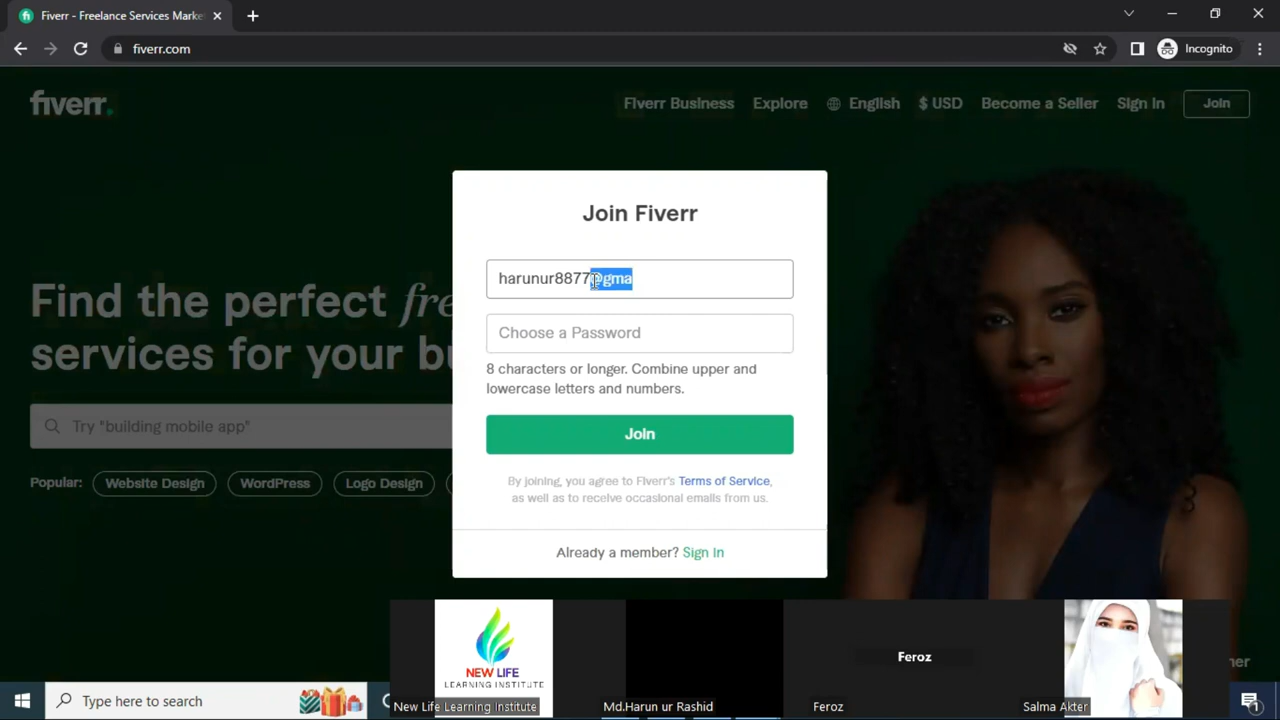 Fiverr - Freelance Services Marke
fiverr.com
Incognito
fiverr.
Fiverr Business
Explore
English
$ USD
Become a Seller
Sign In
Join
Join Fiverr
harunur8877@gma
Choose a Password
8 characters or longer. Combine upper and
lowercase letters and numbers.
Join
By joining, you agree to Fiverr's Terms of Service,
as well as to receive occasional emails from us.
Already a member? Sign In
Find the perfect fre
services for your bu
Try "building mobile app"
Popular:
Website Design
WordPress
Logo Design
NEW LIFE
LEARNING INSTITUTE
Feroz
Type here to search
New Life Learning Institute
Md.Harun ur Rashid
Feroz
Salma Akter
1